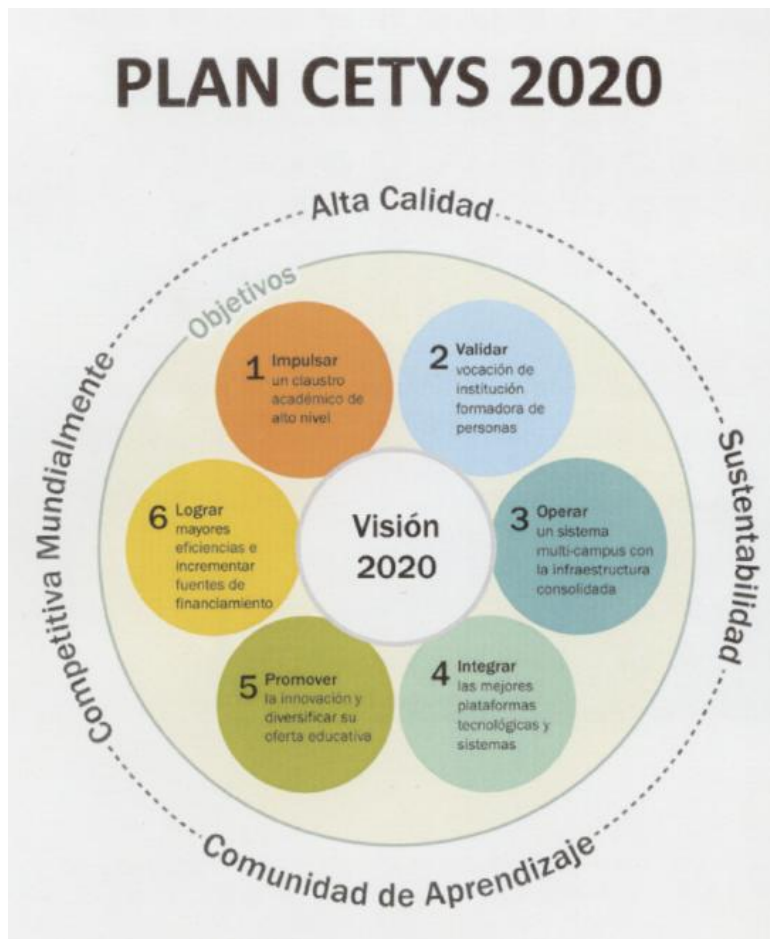 PLAN CETYS 2020
Alta Calidad
Sustentabilidad
Comunidad de Aprendizaje
Competitiva Mundialmente
Objetivos
1 Impulsar
un claustro
académico de
alto nivel
2 Validar
vocación de
institución
formadora de
personas
3 Operar
un sistema
multi-campus con
la infraestructura
consolidada
4 Integrar
las mejores
plataformas
tecnológicas y
sistemas
5 Promover
la innovación y
diversificar su
oferta educativa
6 Lograr
mayores
eficiencias e
incrementar
fuentes de
financiamiento
Visión
2020